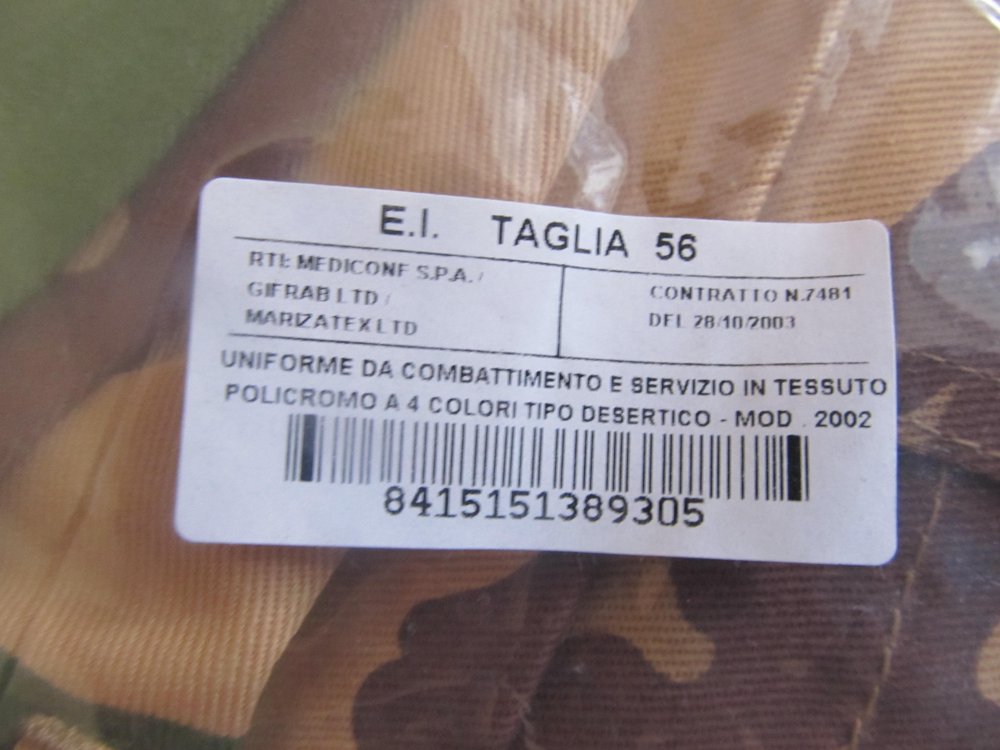 E.I. TAGLIA 56
RTI: MEDICONF S.P.A. /
GIFRAB LTD /
MARIZATEX LTD
CONTRATTO N.7481
DEL 28/10/2003
UNIFORME DA COMBATTIMENTO E SERVIZIO IN TESSUTO
POLICROMO A 4 COLORI TIPO DESERTICO - MOD . 2002
8415151389305